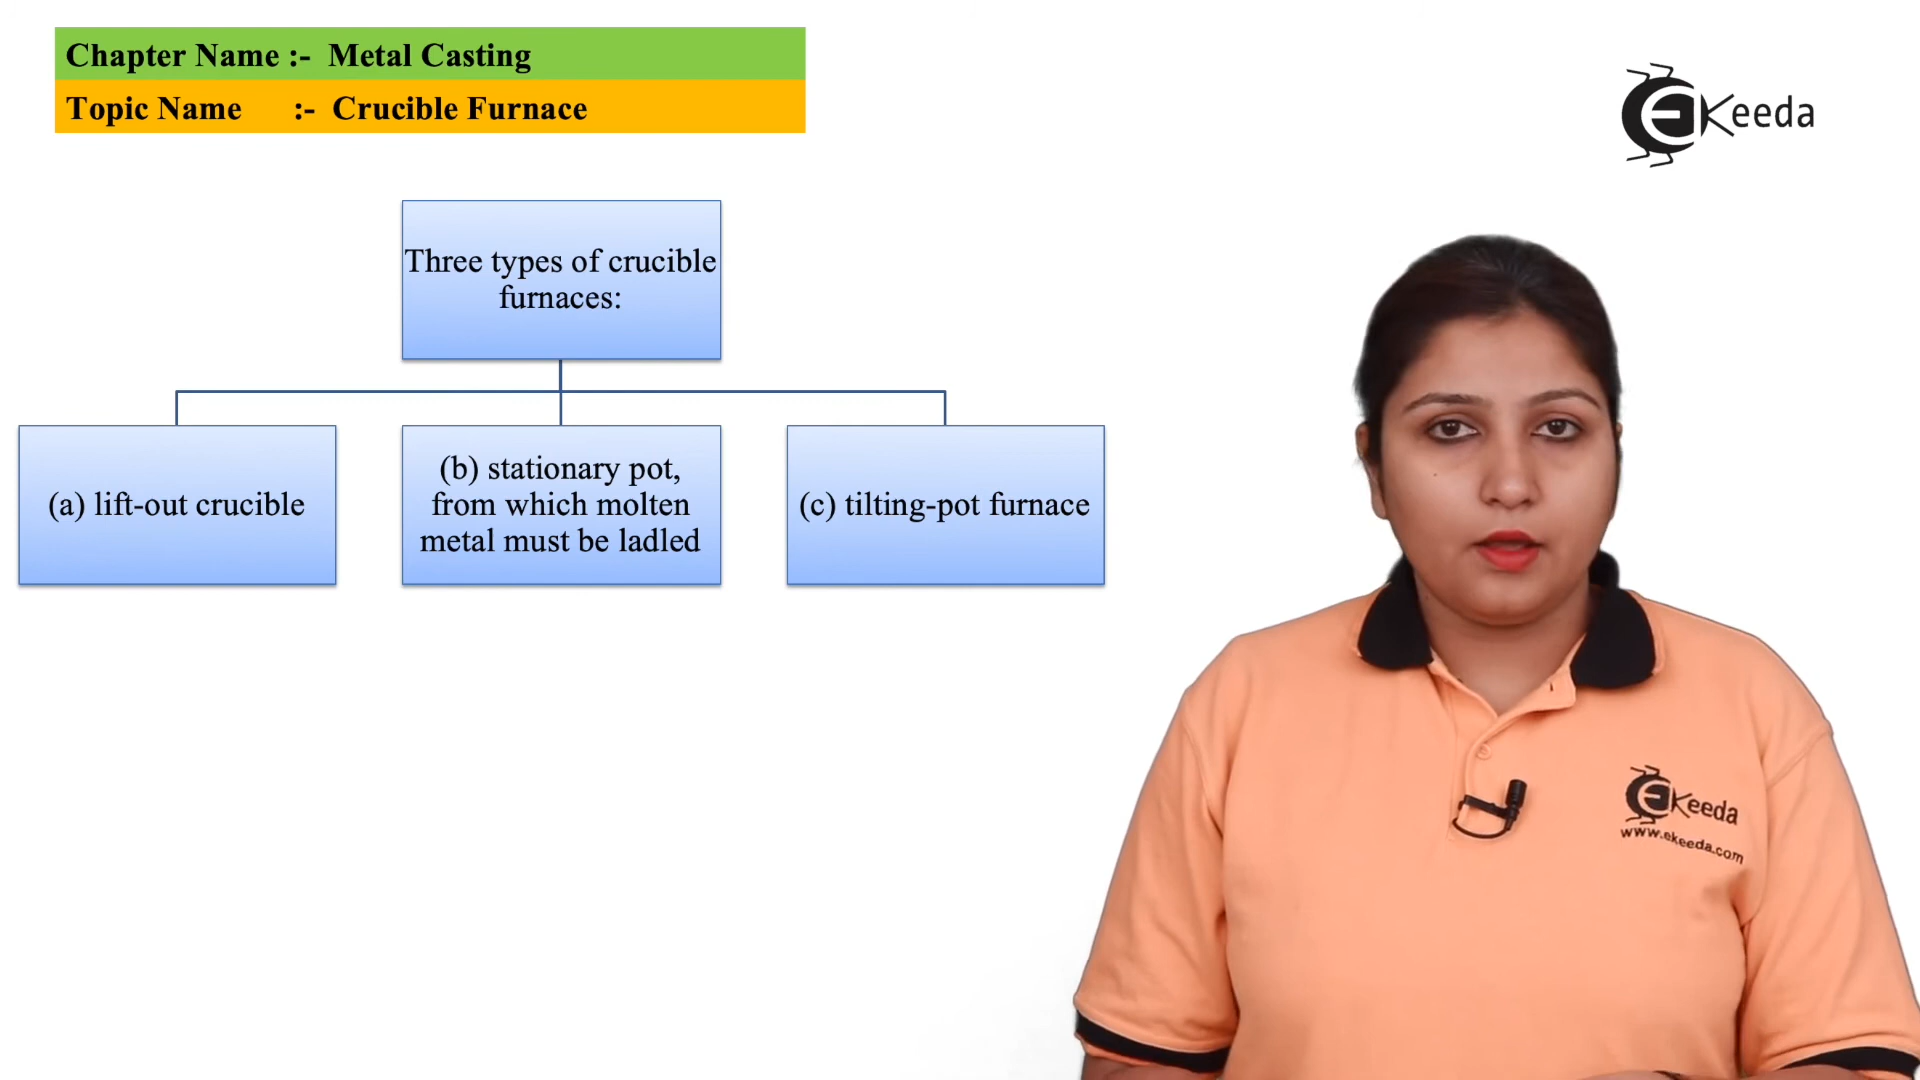 Chapter Name :- Metal Casting
Topic Name :- Crucible Furnace
EKeeda
Three types of crucible
furnaces:
(a) lift-out crucible
(b) stationary pot,
from which molten
metal must be ladled
(c) tilting-pot furnace
EKeeda
www.ekeeda.com